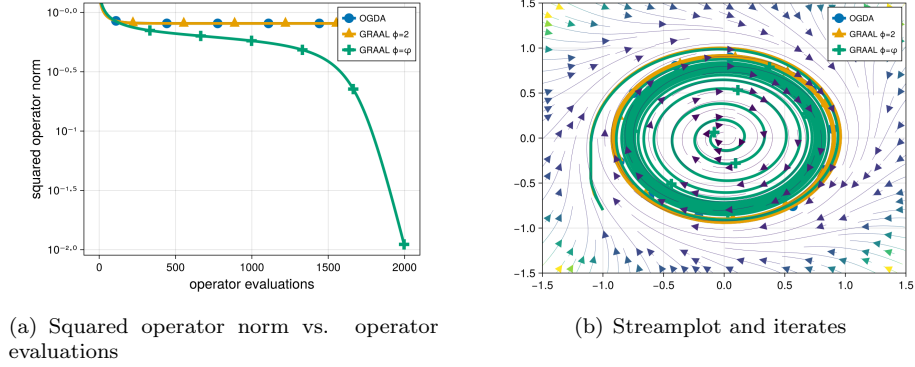 10⁻⁰·⁰
10⁻⁰·⁵
10⁻¹
10⁻¹·⁵
10⁻²·⁰
squared operator norm
0 500 1000 1500 2000
operator evaluations
OGDA
GRAAL ϕ=2
GRAAL ϕ=φ
1.5
1.0
0.5
0.0
−0.5
−1.0
−1.5
−1.5 −1.0 −0.5 0.0 0.5 1.0 1.5
OGDA
GRAAL ϕ=2
GRAAL ϕ=φ
(a) Squared operator norm vs. operator
evaluations
(b) Streamplot and iterates